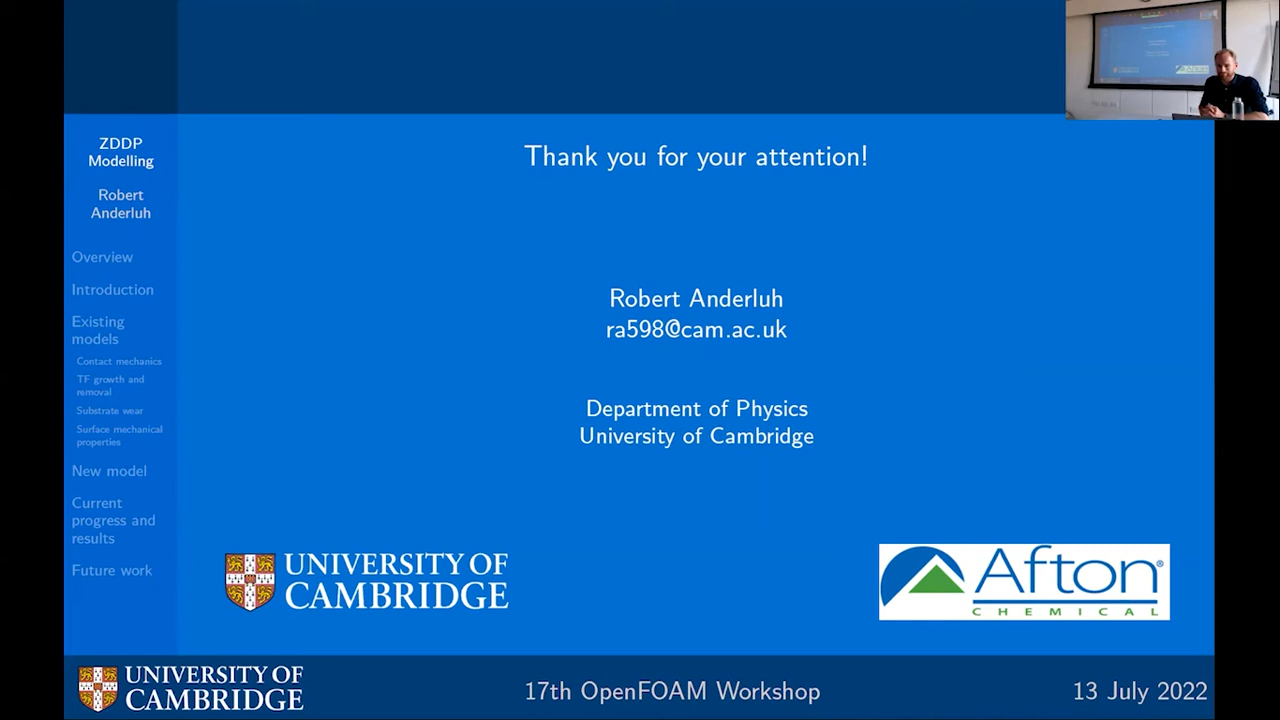 ZDDP
Modelling
Robert
Anderluh
Overview
Introduction
Existing
models
Contact mechanics
TF growth and
removal
Substrate wear
Surface mechanical
properties
New model
Current
progress and
results
Future work
Thank you for your attention!
Robert Anderluh
ra598@cam.ac.uk
Department of Physics
University of Cambridge
UNIVERSITY OF
CAMBRIDGE
Afton®
CHEMICAL
UNIVERSITY OF
CAMBRIDGE
17th OpenFOAM Workshop
13 July 2022